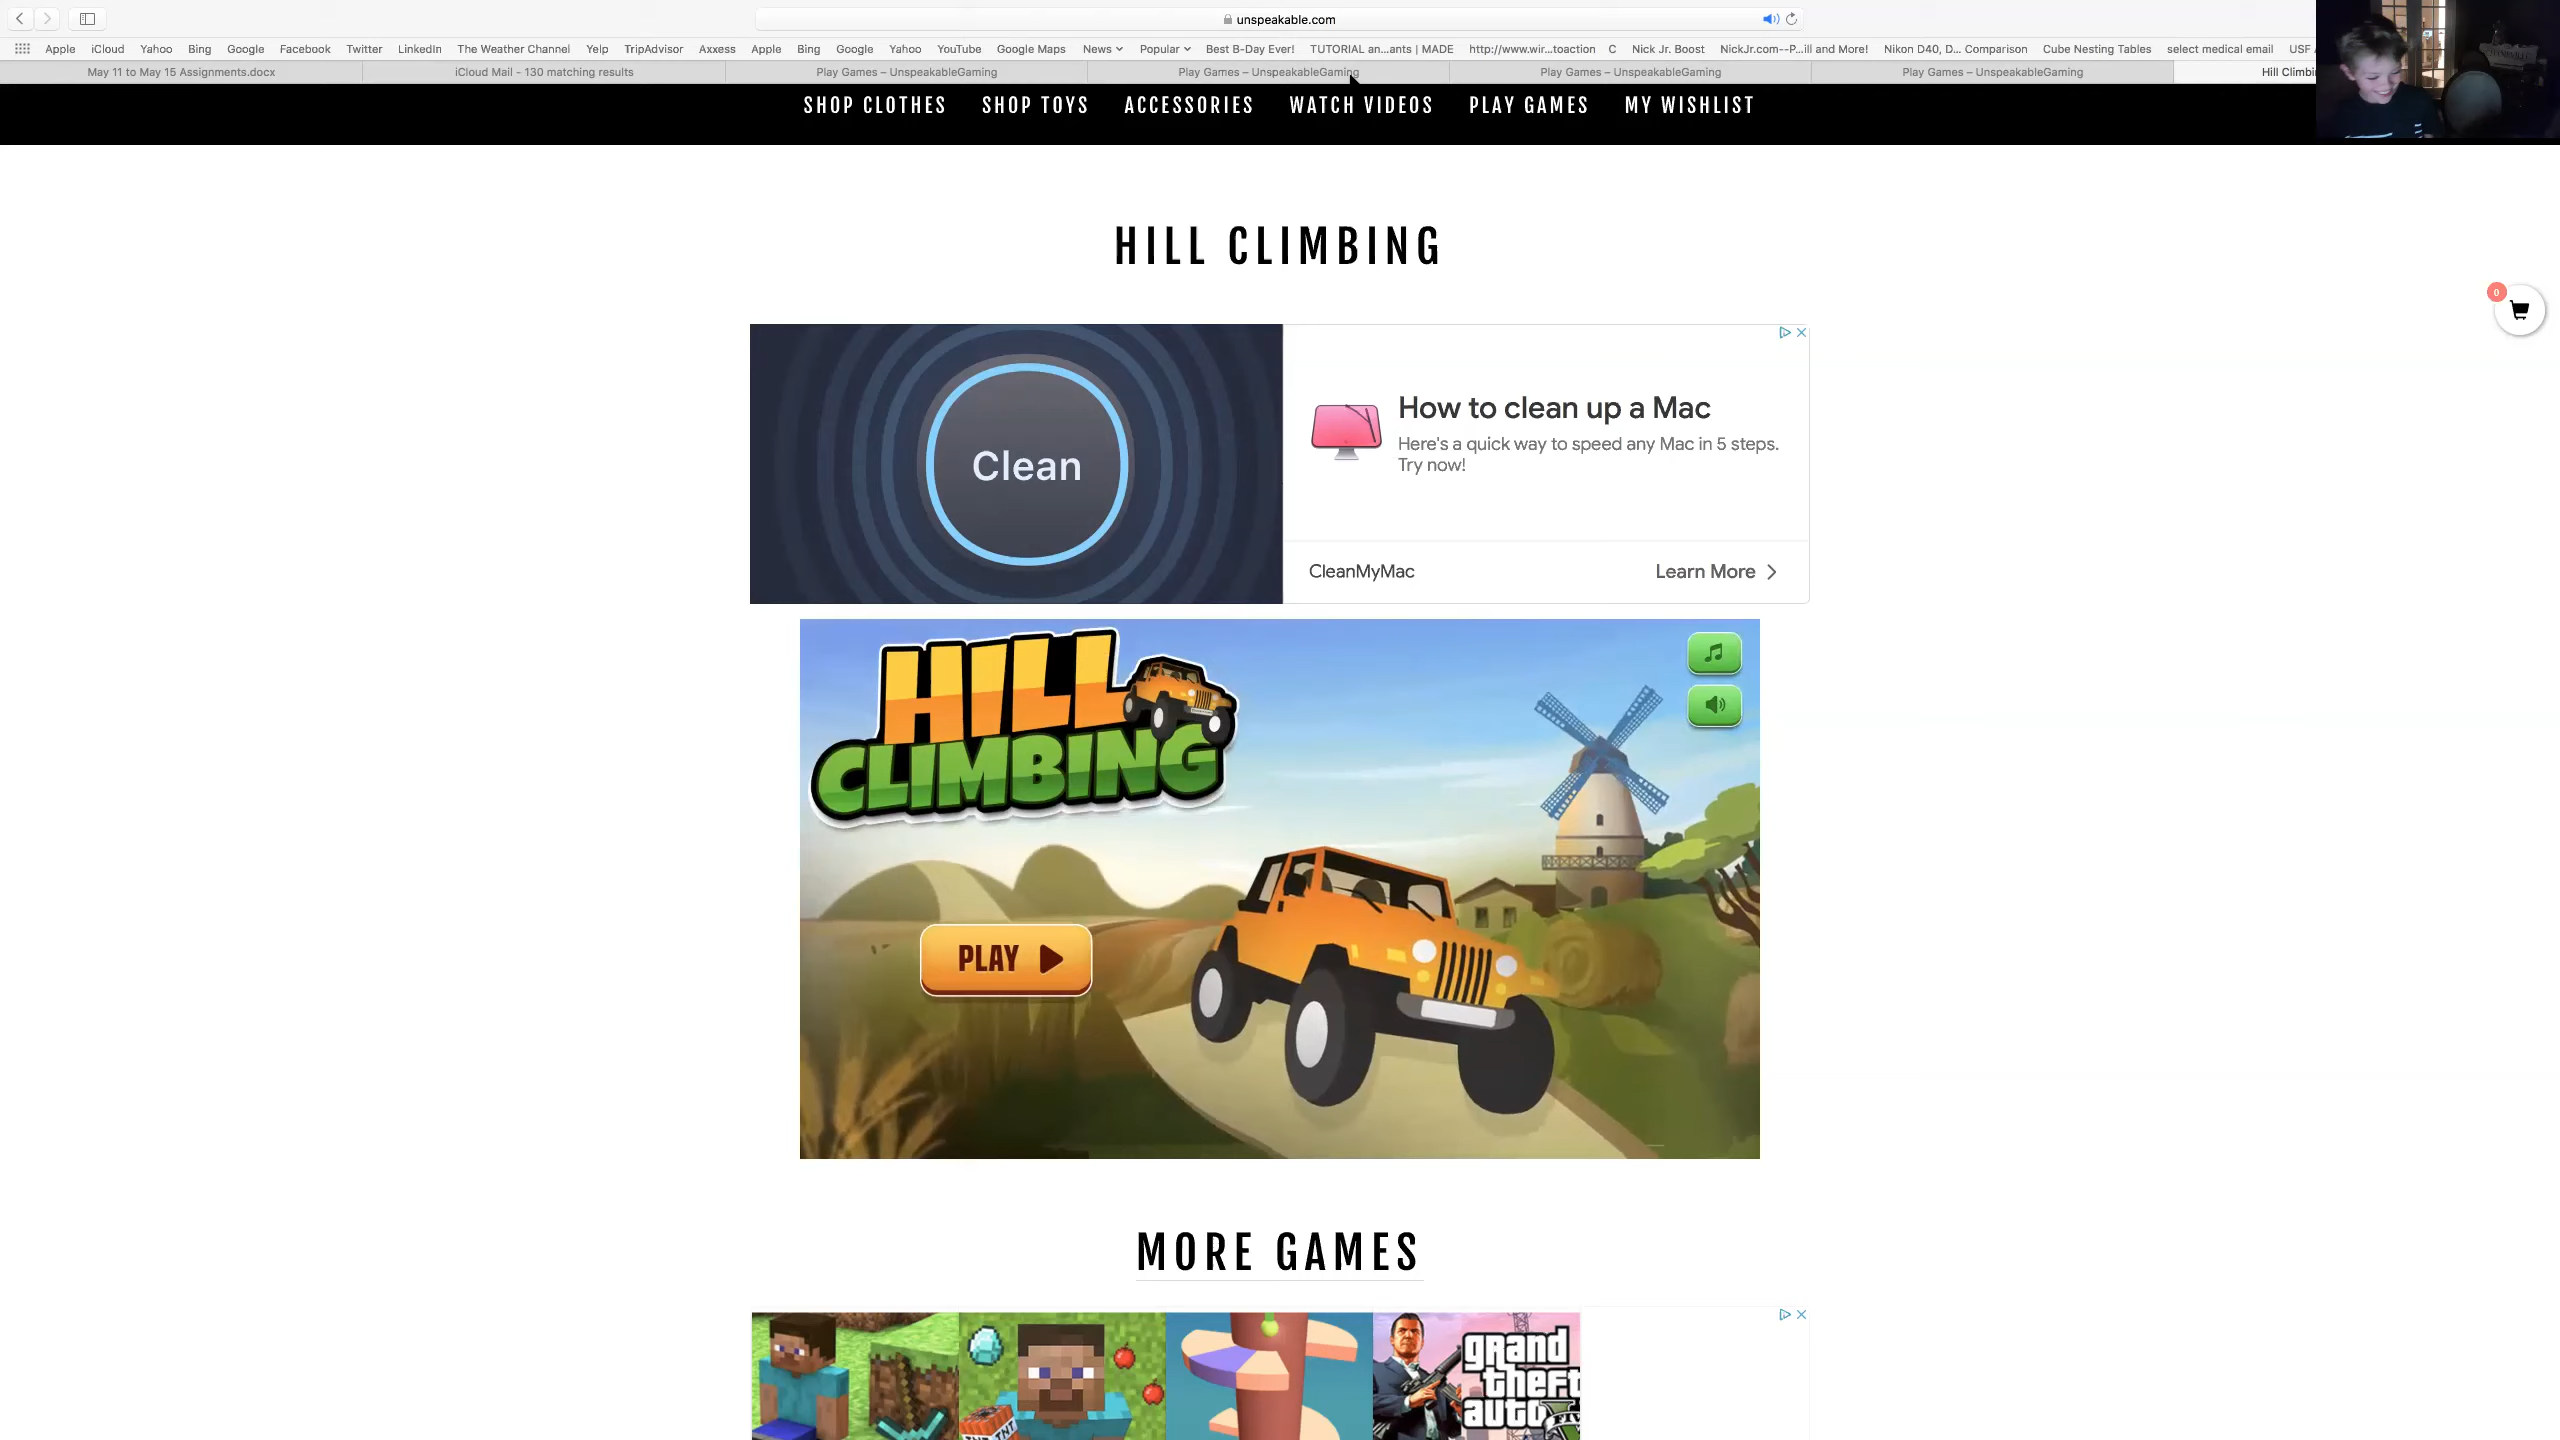 unspeakable.com
Apple iCloud Yahoo Bing Google Facebook Twitter LinkedIn The Weather Channel Yelp TripAdvisor Axxess Apple Bing Google Yahoo YouTube Google Maps News Popular Best B-Day Ever! TUTORIAL an...ants | MADE http://www.wir...toaction C Nick Jr. Boost NickJr.com--P...ill and More! Nikon D40, D... Comparison Cube Nesting Tables select medical email USF
May 11 to May 15 Assignments.docx iCloud Mail - 130 matching results Play Games – UnspeakableGaming Play Games – UnspeakableGaming Play Games – UnspeakableGaming Play Games – UnspeakableGaming Hill Climbin
SHOP CLOTHES SHOP TOYS ACCESSORIES WATCH VIDEOS PLAY GAMES MY WISHLIST
HILL CLIMBING
0
Clean
How to clean up a Mac
Here's a quick way to speed any Mac in 5 steps.
Try now!
CleanMyMac Learn More
HILL
CLIMBING
PLAY
MORE GAMES
grand
theft
auto
FIVE
TNT TNT